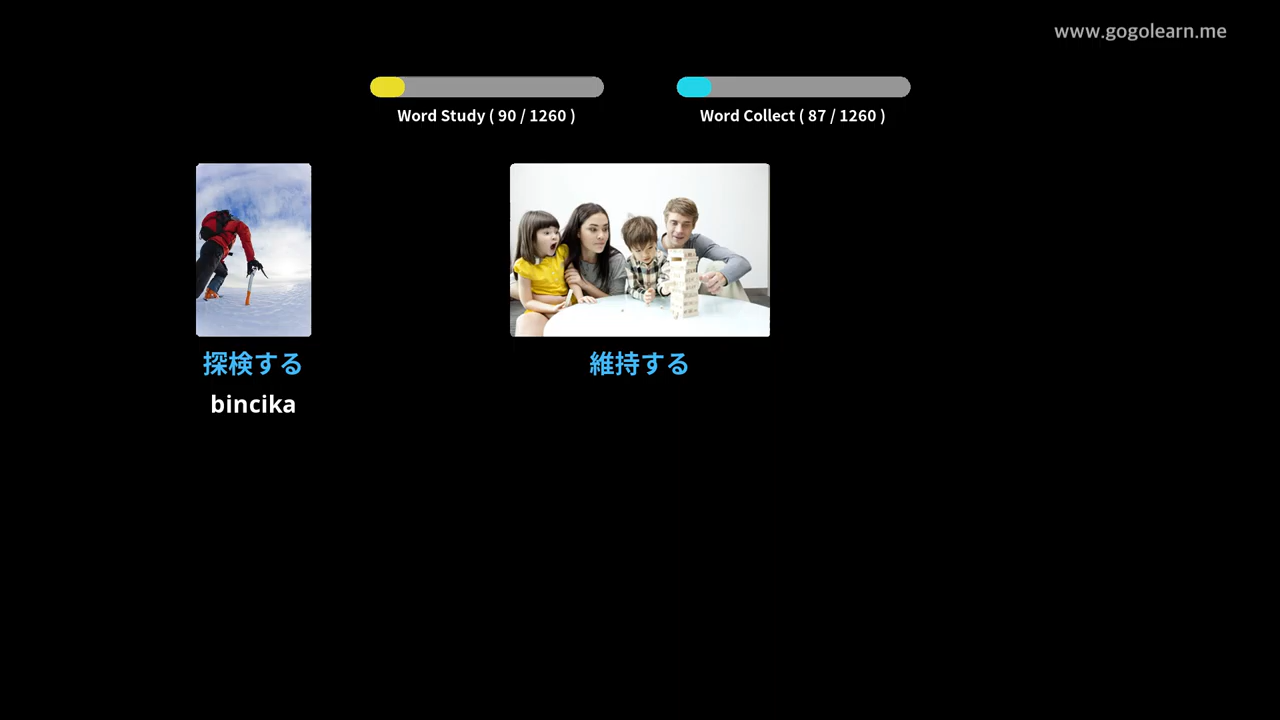 www.gogolearn.me
Word Study ( 90 / 1260 )
Word Collect ( 87 / 1260 )
探検する
維持する
bincika